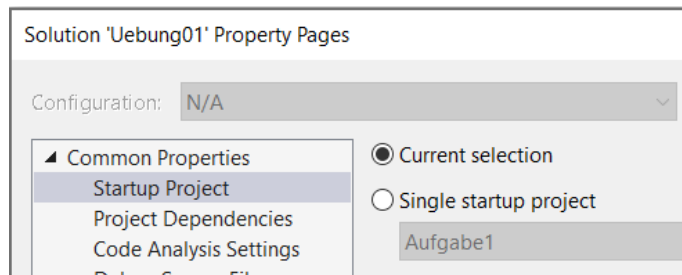 Solution 'Uebung01' Property Pages
Configuration: N/A
Common Properties
Startup Project
Project Dependencies
Code Analysis Settings
Current selection
Single startup project
Aufgabe1